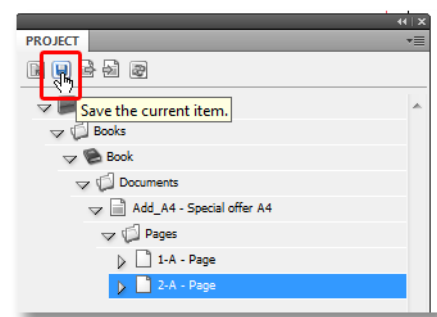 PROJECT
Save the current item.
Books
Book
Documents
Add_A4 - Special offer A4
Pages
1-A - Page
2-A - Page